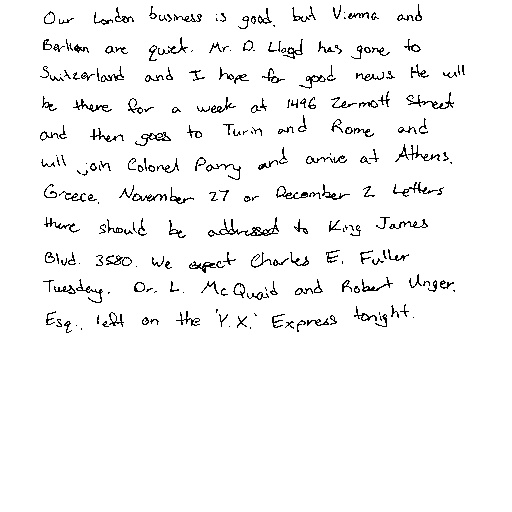 Our London business is good, but Vienna and
Berlian are quiet. Mr. D. Lloyd has gone to
Switzerland and I hope for good news. He will
be there for a week at 1496 Zermott Street
and then goes to Turin and Rome and
will join Colonel Parry and arrive at Athens,
Greece, November 27 or December 2. Letters
there should be addressed to King James
Blvd. 3580. We expect Charles E. Fuller
Tuesday. Dr. L. McQuaid and Robert Unger,
Esq., left on the 'Y.X.' Express tonight.